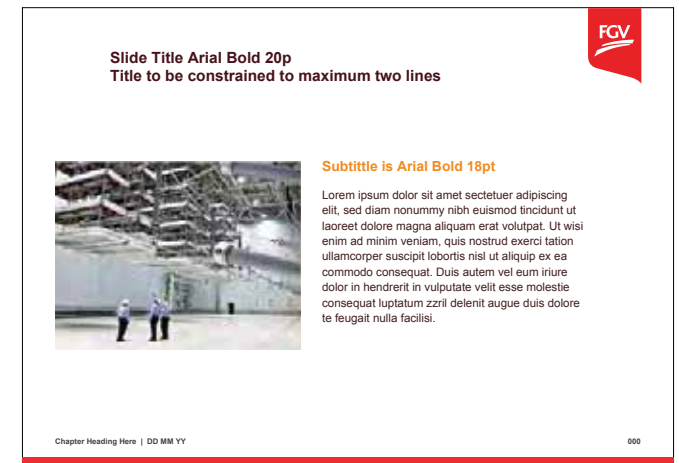 FGV
Slide Title Arial Bold 20p
Title to be constrained to maximum two lines
Subtittle is Arial Bold 18pt
Lorem ipsum dolor sit amet sectetuer adipiscing
elit, sed diam nonummy nibh euismod tincidunt ut
laoreet dolore magna aliquam erat volutpat. Ut wisi
enim ad minim veniam, quis nostrud exerci tation
ullamcorper suscipit lobortis nisl ut aliquip ex ea
commodo consequat. Duis autem vel eum iriure
dolor in hendrerit in vulputate velit esse molestie
consequat luptatum zzril delenit augue duis dolore
te feugait nulla facilisi.
Chapter Heading Here | DD MM YY
000